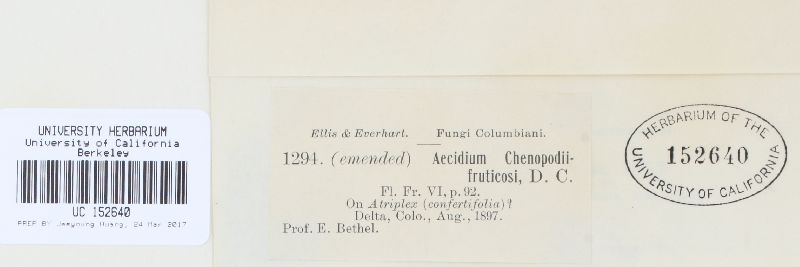 UNIVERSITY HERBARIUM
University of California
Berkeley
UC 152640
PREP BY Jaeyoung Huang, 24 Mar 2017
Ellis & Everhart. Fungi Columbiani.
1294. (emended) Aecidium Chenopodii-
fruticosi, D. C.
Fl. Fr. VI, p. 92.
On Atriplex (confertifolia)?
Delta, Colo., Aug., 1897.
Prof. E. Bethel.
HERBARIUM OF THE
152640
UNIVERSITY OF CALIFORNIA